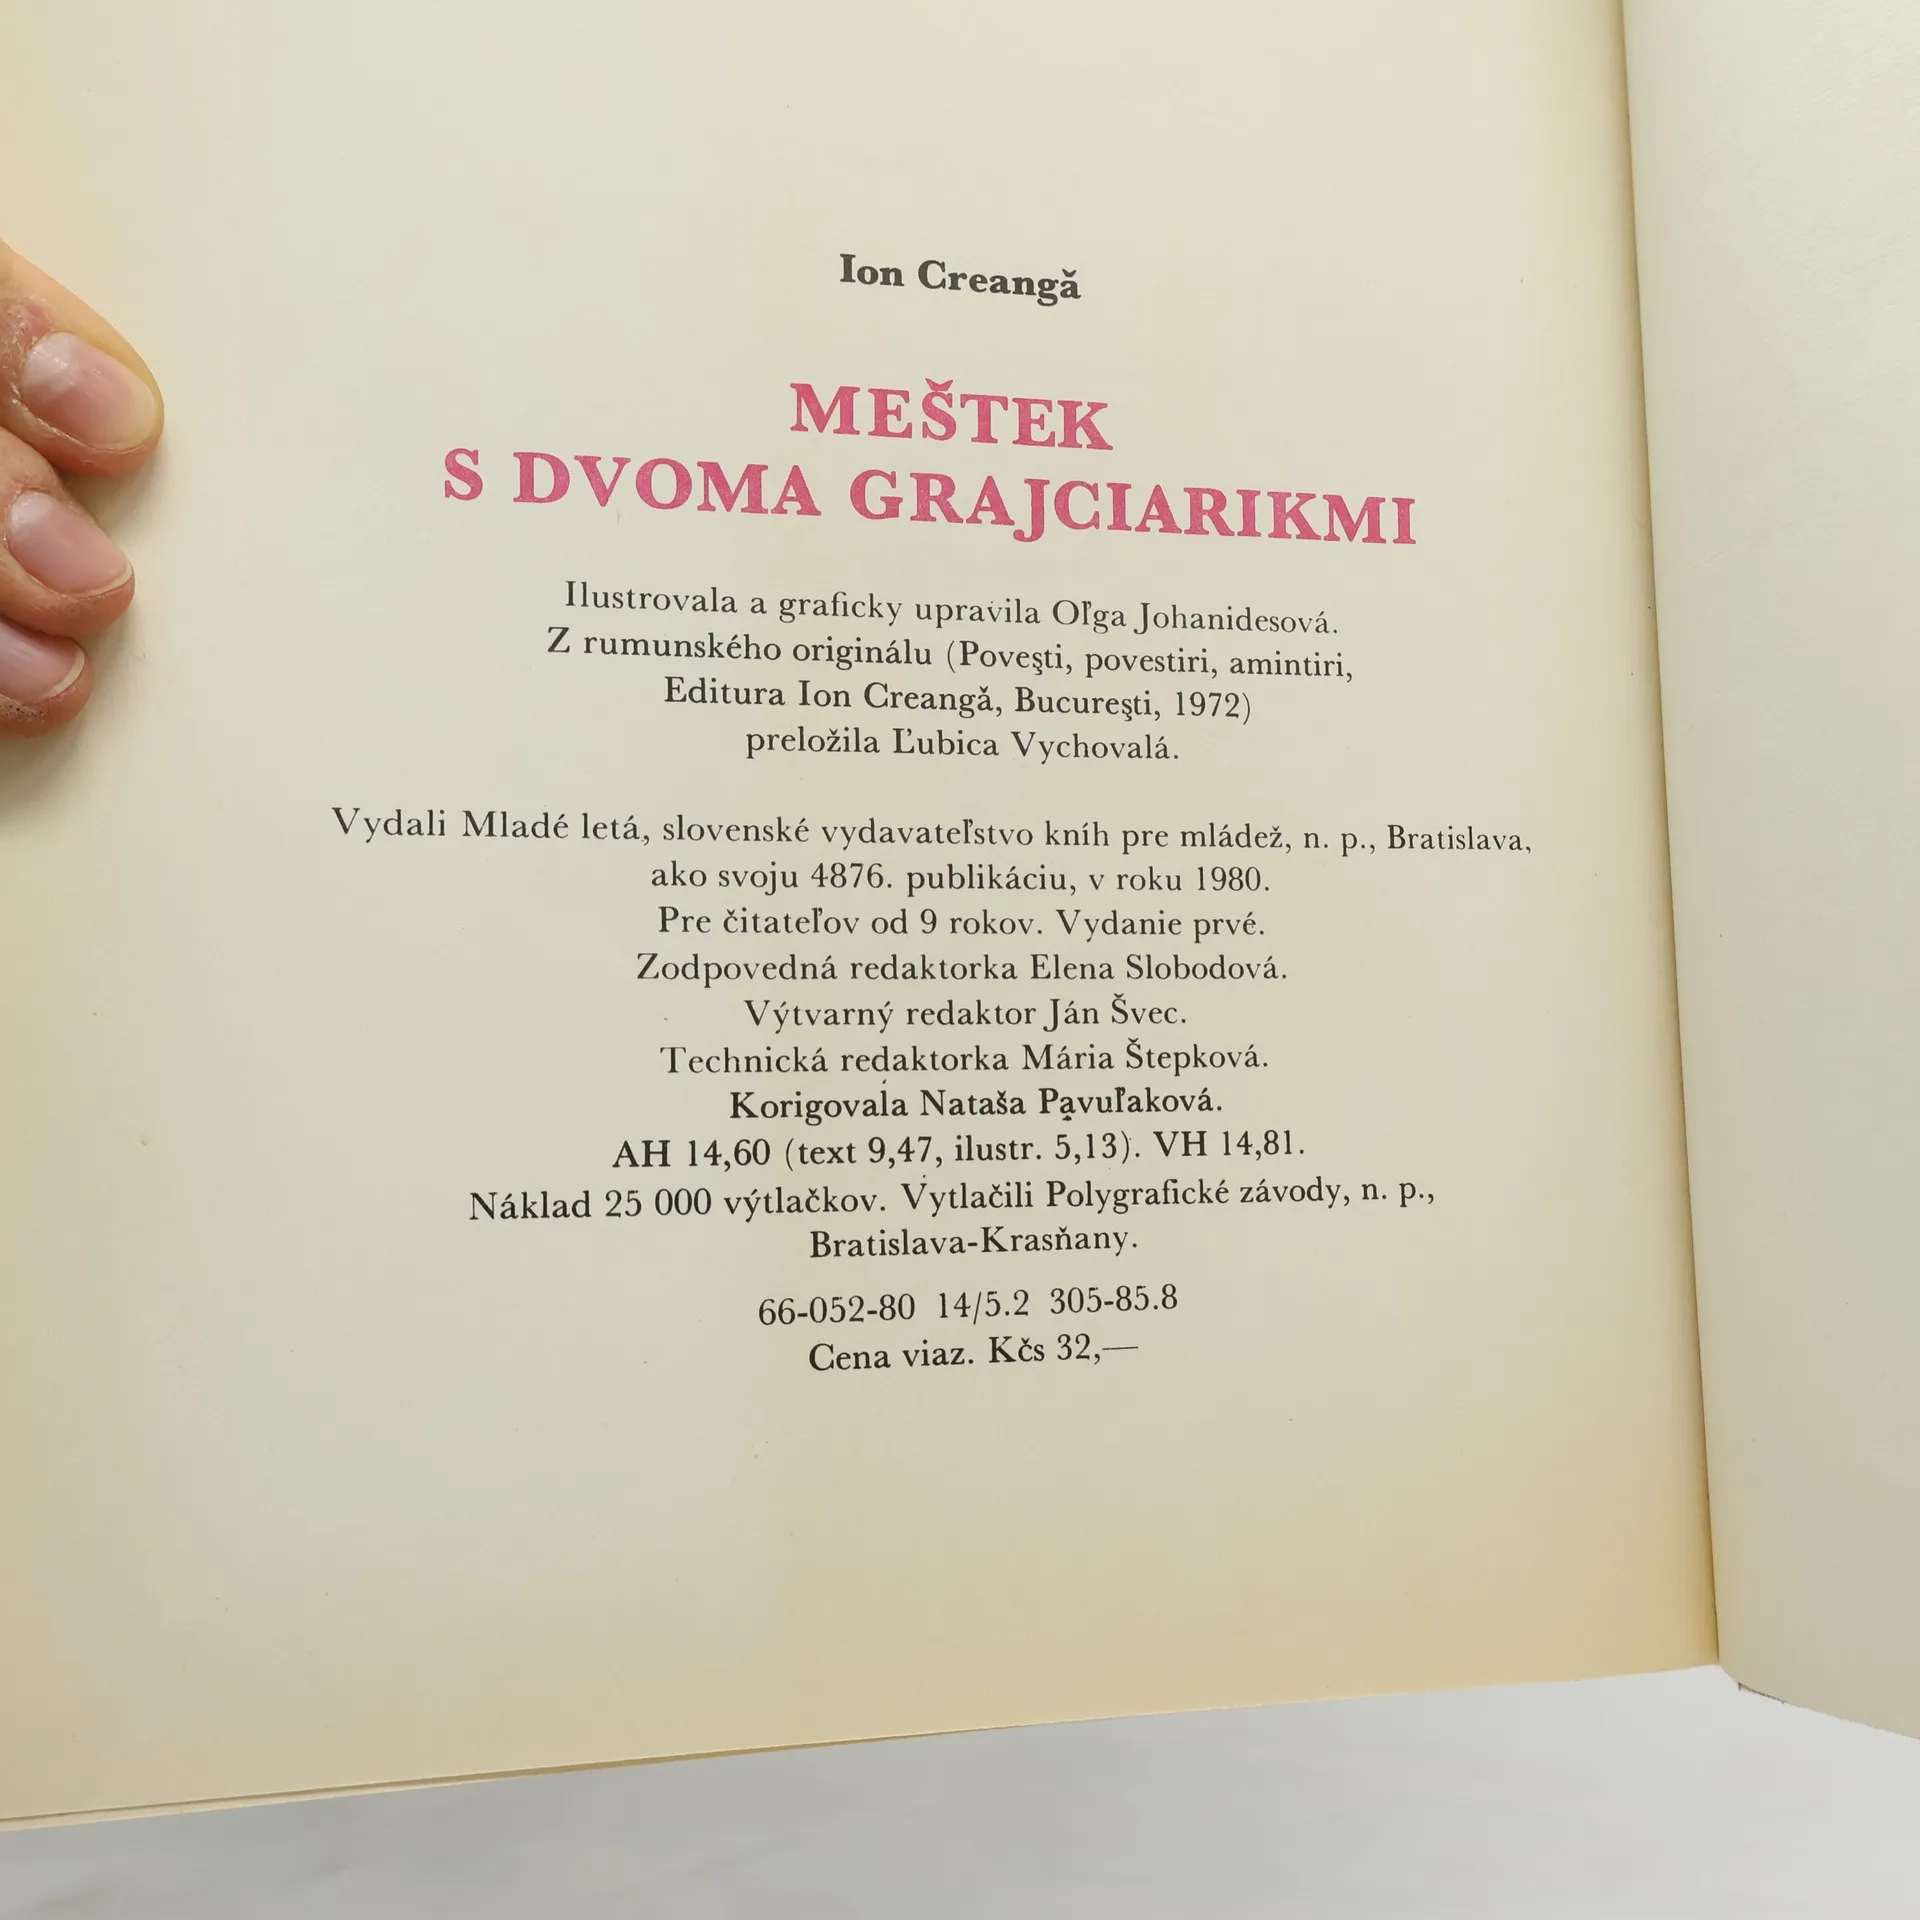 Ion Creangă
MEŠTEK
S DVOMA GRAJCIARIKMI
Ilustrovala a graficky upravila Oľga Johanidesová.
Z rumunského originálu (Poveşti, povestiri, amintiri,
Editura Ion Creangă, Bucureşti, 1972)
preložila Ľubica Vychovalá.
Vydali Mladé letá, slovenské vydavateľstvo kníh pre mládež, n. p., Bratislava,
ako svoju 4876. publikáciu, v roku 1980.
Pre čitateľov od 9 rokov. Vydanie prvé.
Zodpovedná redaktorka Elena Slobodová.
Výtvarný redaktor Ján Švec.
Technická redaktorka Mária Štepková.
Korigovala Nataša Pavuľaková.
AH 14,60 (text 9,47, ilustr. 5,13). VH 14,81.
Náklad 25 000 výtlačkov. Vytlačili Polygrafické závody, n. p.,
Bratislava-Krasňany.
66-052-80 14/5.2 305-85.8
Cena viaz. Kčs 32,—